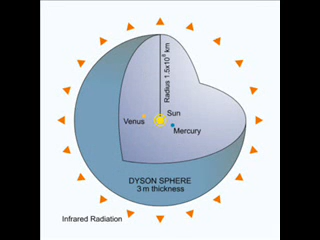 Radius 1.5x10⁸ km
Sun
Venus
Mercury
DYSON SPHERE
3 m thickness
Infrared Radiation